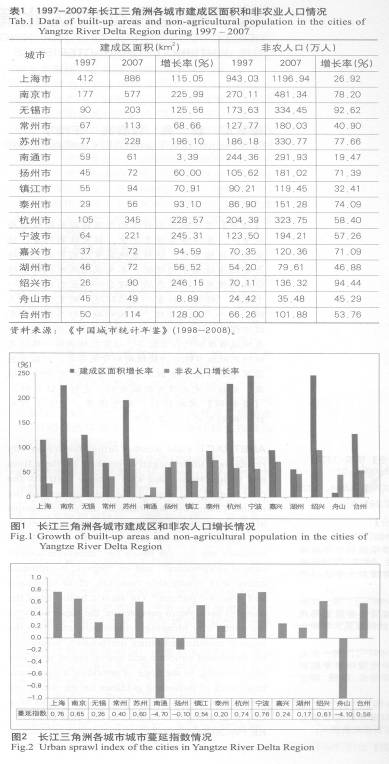 表1 1997-2007年长江三角洲各城市建成区面积和非农业人口情况
Tab.1 Data of built-up areas and non-agricultural population in the cities of
Yangtze River Delta Region during 1997 – 2007
城市 建成区面积(km²) 非农人口(万人)
1997 2007 增长率(%) 1997 2007 增长率(%)
上海市 412 886 115.05 943.03 1196.94 26.92
南京市 177 577 225.99 270.11 481.34 78.20
无锡市 90 203 125.56 173.63 334.45 92.62
常州市 67 113 68.66 127.77 180.03 40.90
苏州市 77 228 196.10 186.18 330.77 77.66
南通市 59 61 3.39 244.36 291.93 19.47
扬州市 45 72 60.00 105.62 181.02 71.39
镇江市 55 94 70.91 90.21 119.45 32.41
泰州市 29 56 93.10 86.90 151.28 74.09
杭州市 105 345 228.57 204.39 323.75 58.40
宁波市 64 221 245.31 123.50 194.21 57.26
嘉兴市 37 72 94.59 70.35 120.36 71.09
湖州市 46 72 56.52 54.20 79.61 46.88
绍兴市 26 90 246.15 70.11 136.32 94.44
舟山市 45 49 8.89 24.42 35.48 45.29
台州市 50 114 128.00 66.26 101.88 53.76
资料来源：《中国城市统计年鉴》(1998-2008)。
(%)
250
200
150
100
50
0
建成区面积增长率 非农人口增长率
上海 南京 无锡 常州 苏州 南通 扬州 镇江 泰州 杭州 宁波 嘉兴 湖州 绍兴 舟山 台州
图1 长江三角洲各城市建成区和非农人口增长情况
Fig.1 Growth of built-up areas and non-agricultural population in the cities of
Yangtze River Delta Region
1.0
0.8
0.6
0.4
0.2
0.0
-0.2
-0.4
-0.6
-0.8
-1.0
上海 南京 无锡 常州 苏州 南通 扬州 镇江 泰州 杭州 宁波 嘉兴 湖州 绍兴 舟山 台州
蔓延指数 0.76 0.65 0.26 0.40 0.60 -4.70 -0.10 0.54 0.20 0.74 0.76 0.24 0.17 0.61 -4.10 0.58
图2 长江三角洲各城市城市蔓延指数情况
Fig.2 Urban sprawl index of the cities in Yangtze River Delta Region